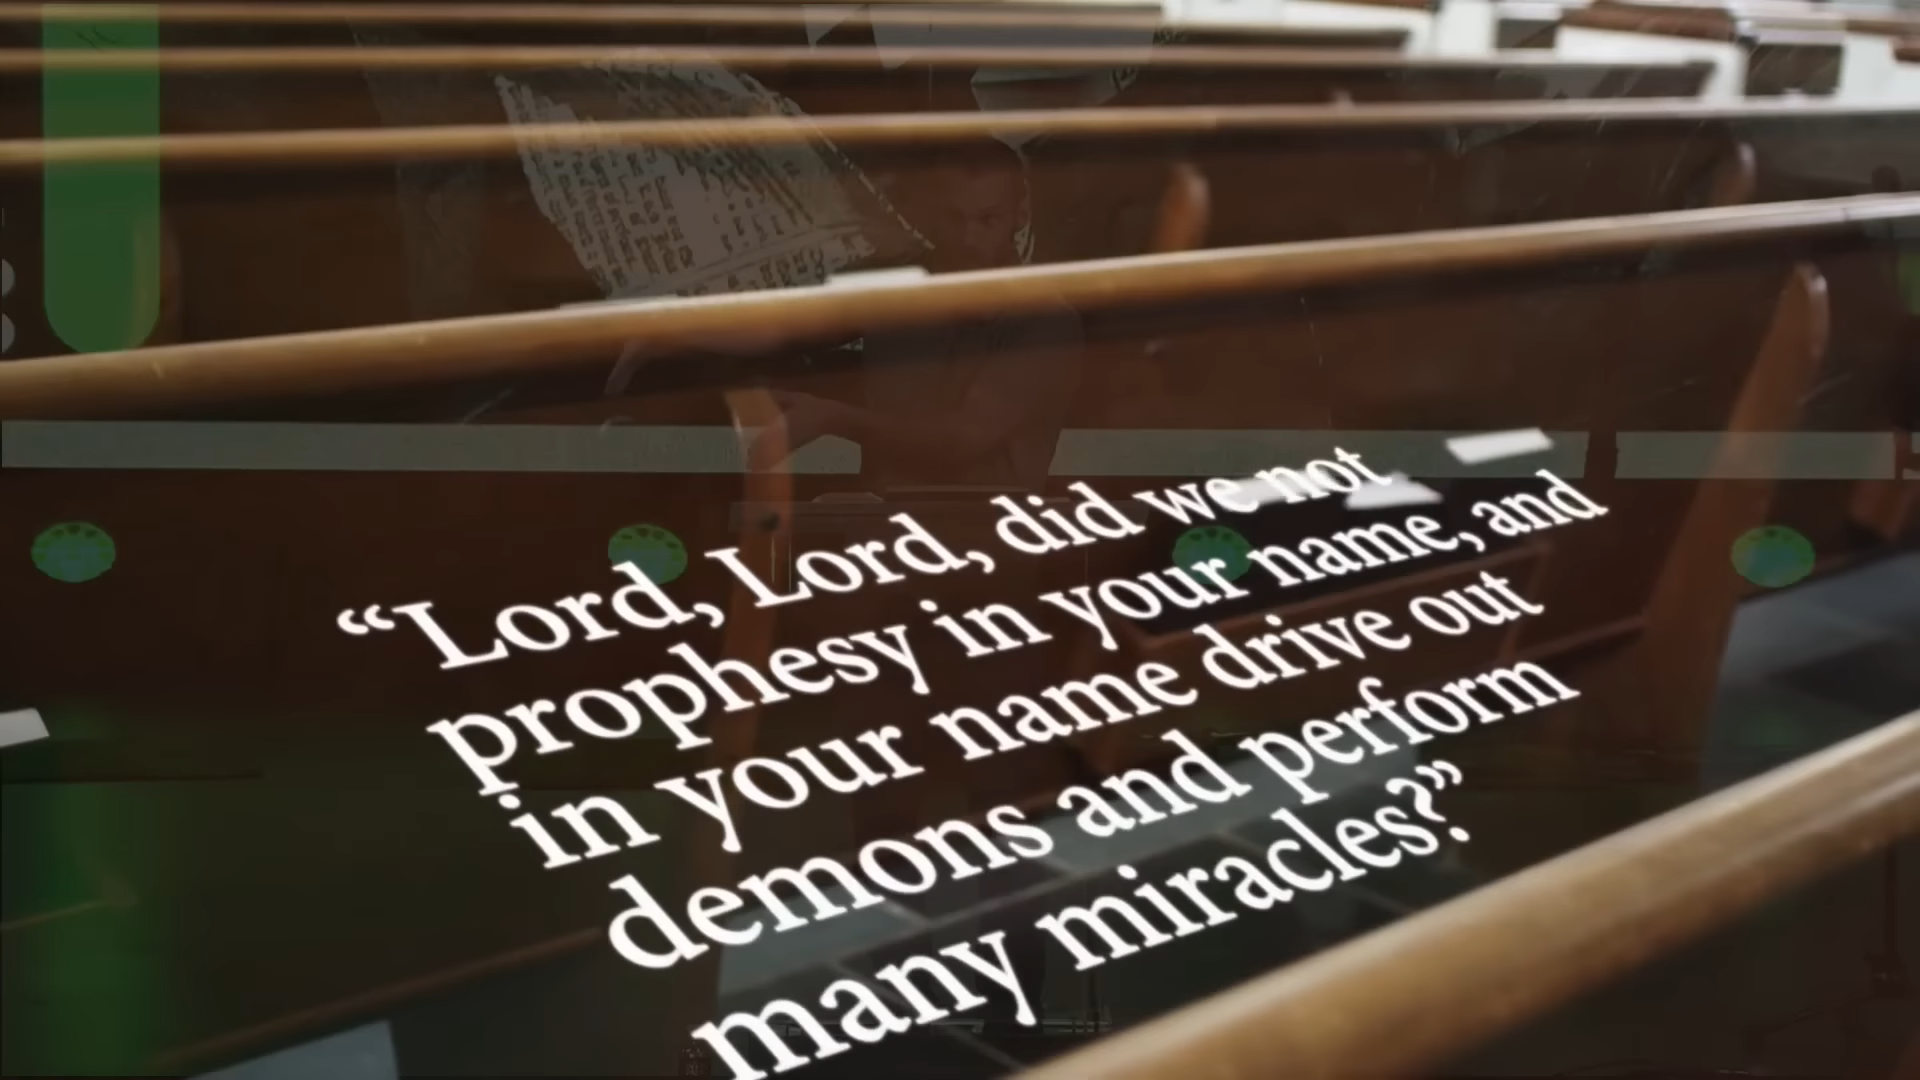 “Lord, Lord, did we not
prophesy in your name, and
in your name drive out
demons and perform
many miracles?”